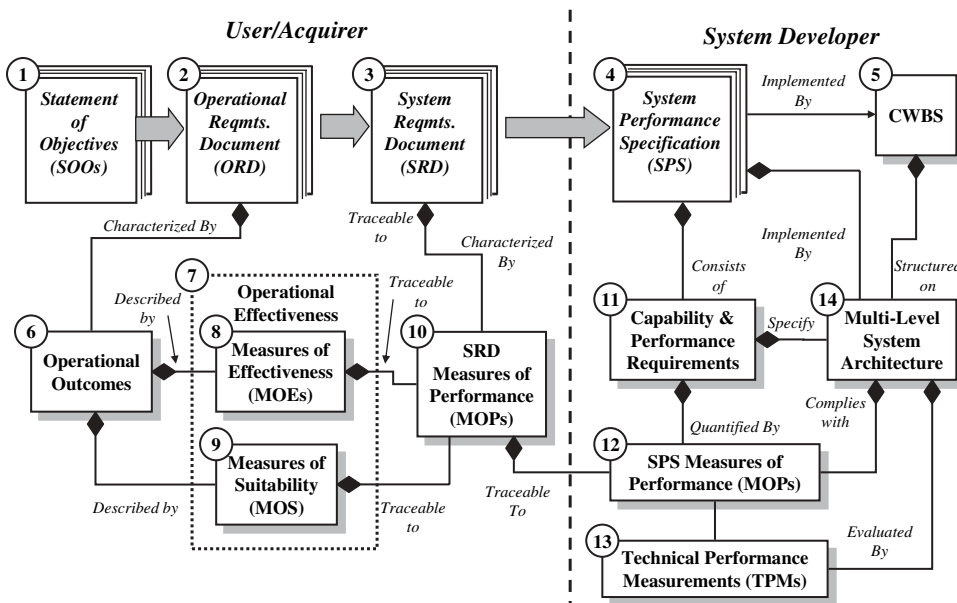 User/Acquirer
System Developer
1
Statement
of
Objectives
(SOOs)
2
Operational
Reqmts.
Document
(ORD)
3
System
Reqmts.
Document
(SRD)
4
System
Performance
Specification
(SPS)
Implemented
By
5
CWBS
Characterized By
Traceable
to
Characterized
By
Implemented
By
Structured
on
Consists
of
7
Operational
Effectiveness
Described
by
Traceable
to
6
Operational
Outcomes
8
Measures of
Effectiveness
(MOEs)
10
SRD
Measures of
Performance
(MOPs)
11
Capability &
Performance
Requirements
Specify
14
Multi-Level
System
Architecture
9
Measures of
Suitability
(MOS)
Described by
Traceable
to
Traceable
To
Quantified By
Complies
with
12
SPS Measures of
Performance (MOPs)
13
Technical Performance
Measurements (TPMs)
Evaluated
By